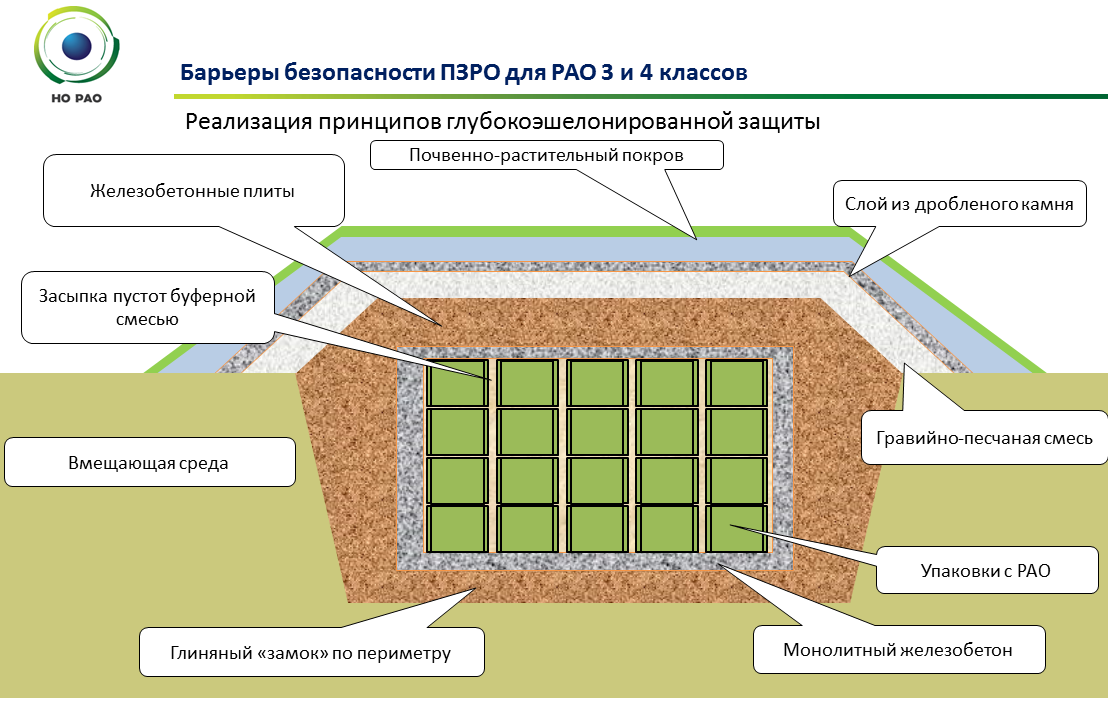 НО РАО
Барьеры безопасности ПЗРО для РАО 3 и 4 классов
Реализация принципов глубокоэшелонированной защиты
Почвенно-растительный покров
Железобетонные плиты
Слой из дробленого камня
Засыпка пустот буферной
смесью
Гравийно-песчаная смесь
Вмещающая среда
Упаковки с РАО
Глиняный «замок» по периметру
Монолитный железобетон